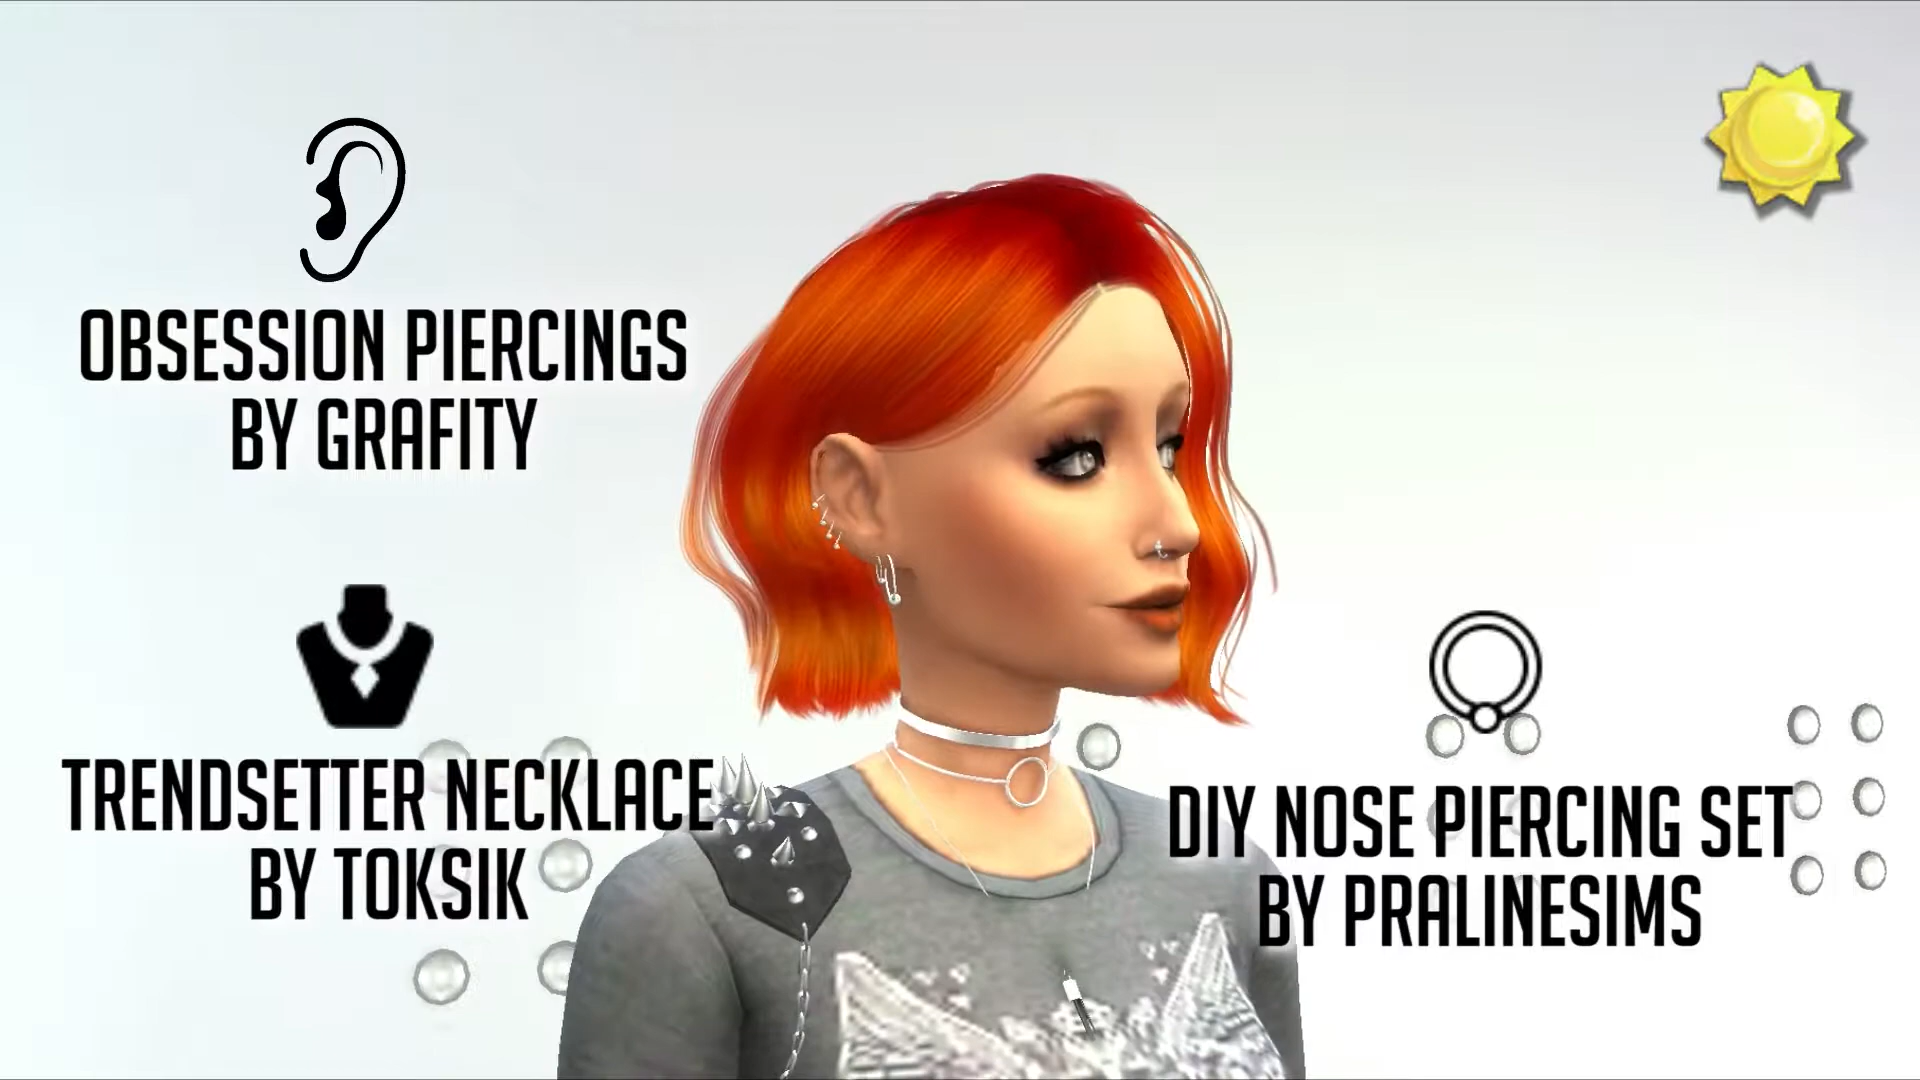 OBSESSION PIERCINGS
BY GRAFITY
TRENDSETTER NECKLACE
BY TOKSIK
DIY NOSE PIERCING SET
BY PRALINESIMS